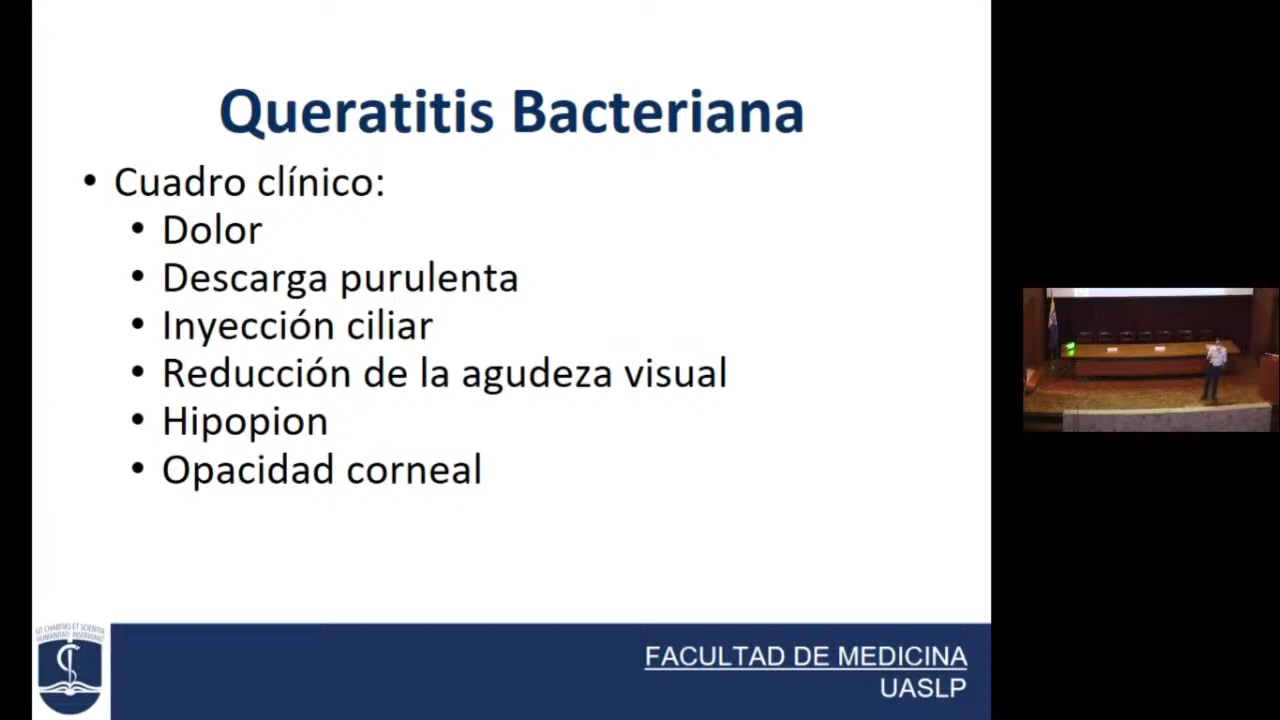 Queratitis Bacteriana
• Cuadro clínico:
• Dolor
• Descarga purulenta
• Inyección ciliar
• Reducción de la agudeza visual
• Hipopion
• Opacidad corneal
FACULTAD DE MEDICINA
UASLP